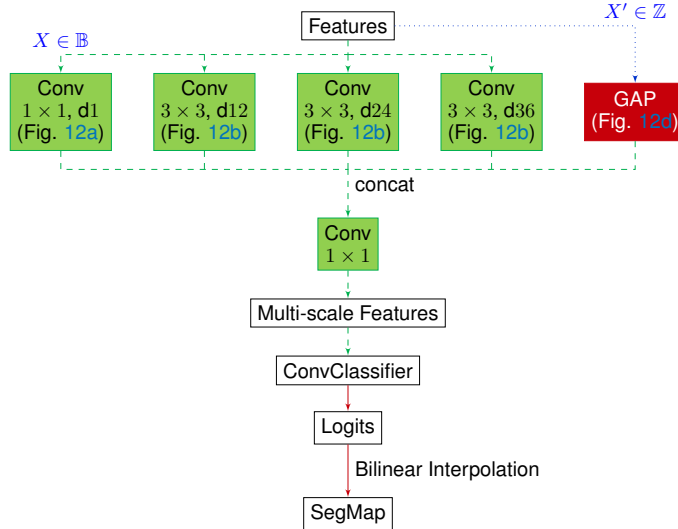 Features
X ∈ 𝔹
X′ ∈ ℤ
Conv
1 × 1, d1
(Fig. 12a)
Conv
3 × 3, d12
(Fig. 12b)
Conv
3 × 3, d24
(Fig. 12b)
Conv
3 × 3, d36
(Fig. 12b)
GAP
(Fig. 12d)
concat
Conv
1 × 1
Multi-scale Features
ConvClassifier
Logits
Bilinear Interpolation
SegMap